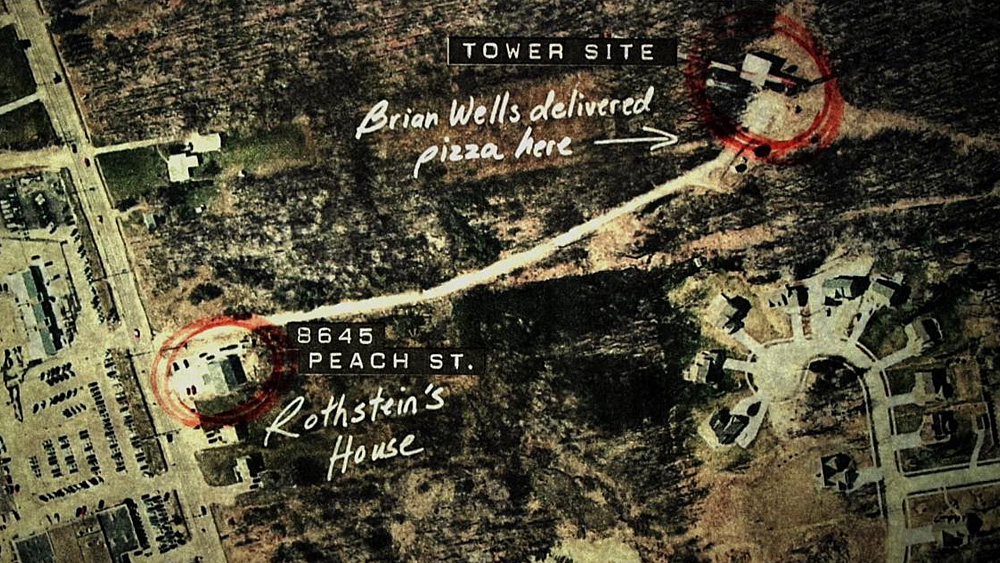 TOWER SITE
Brian Wells delivered
pizza here
8645
PEACH ST.
Rothstein's
House